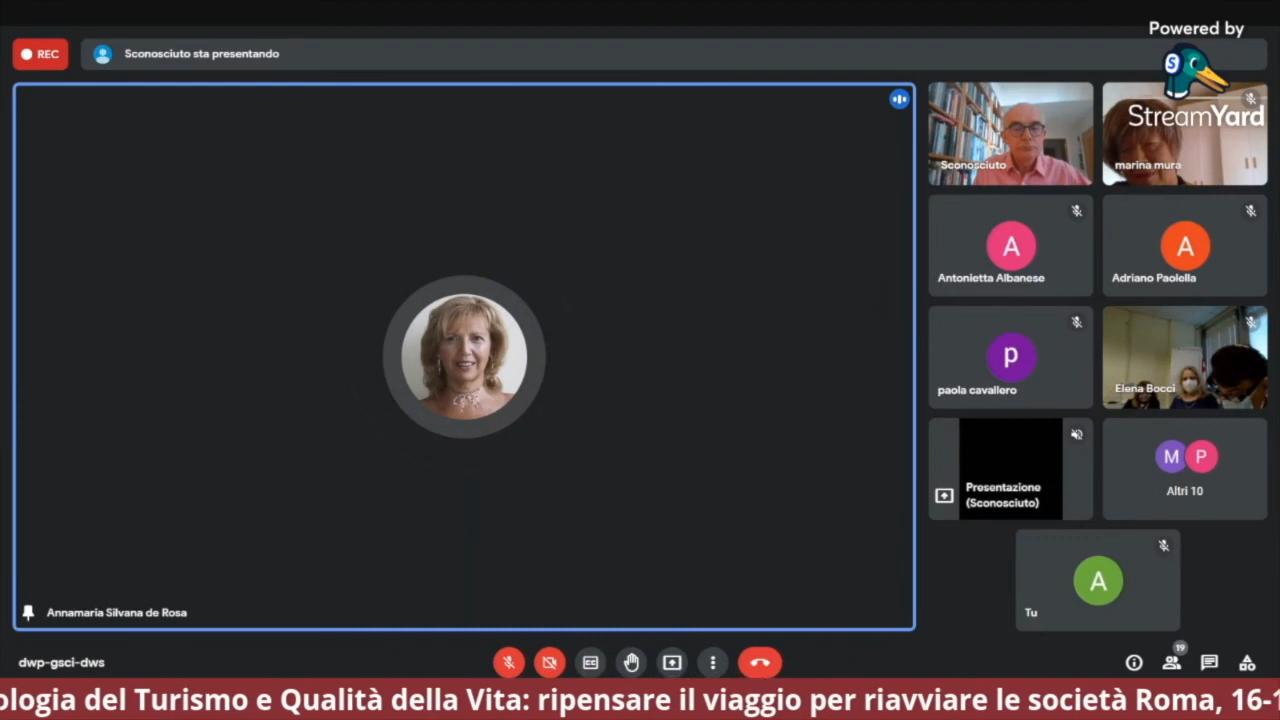 Powered by
StreamYard
REC
Sconosciuto sta presentando
Sconosciuto
marina mura
A
Antonietta Albanese
A
Adriano Paolella
p
paola cavallero
Elena Bocci
Presentazione
(Sconosciuto)
M P
Altri 10
A
Tu
Annamaria Silvana de Rosa
dwp-gsci-dws
19
ologia del Turismo e Qualità della Vita: ripensare il viaggio per riavviare le società Roma, 16-